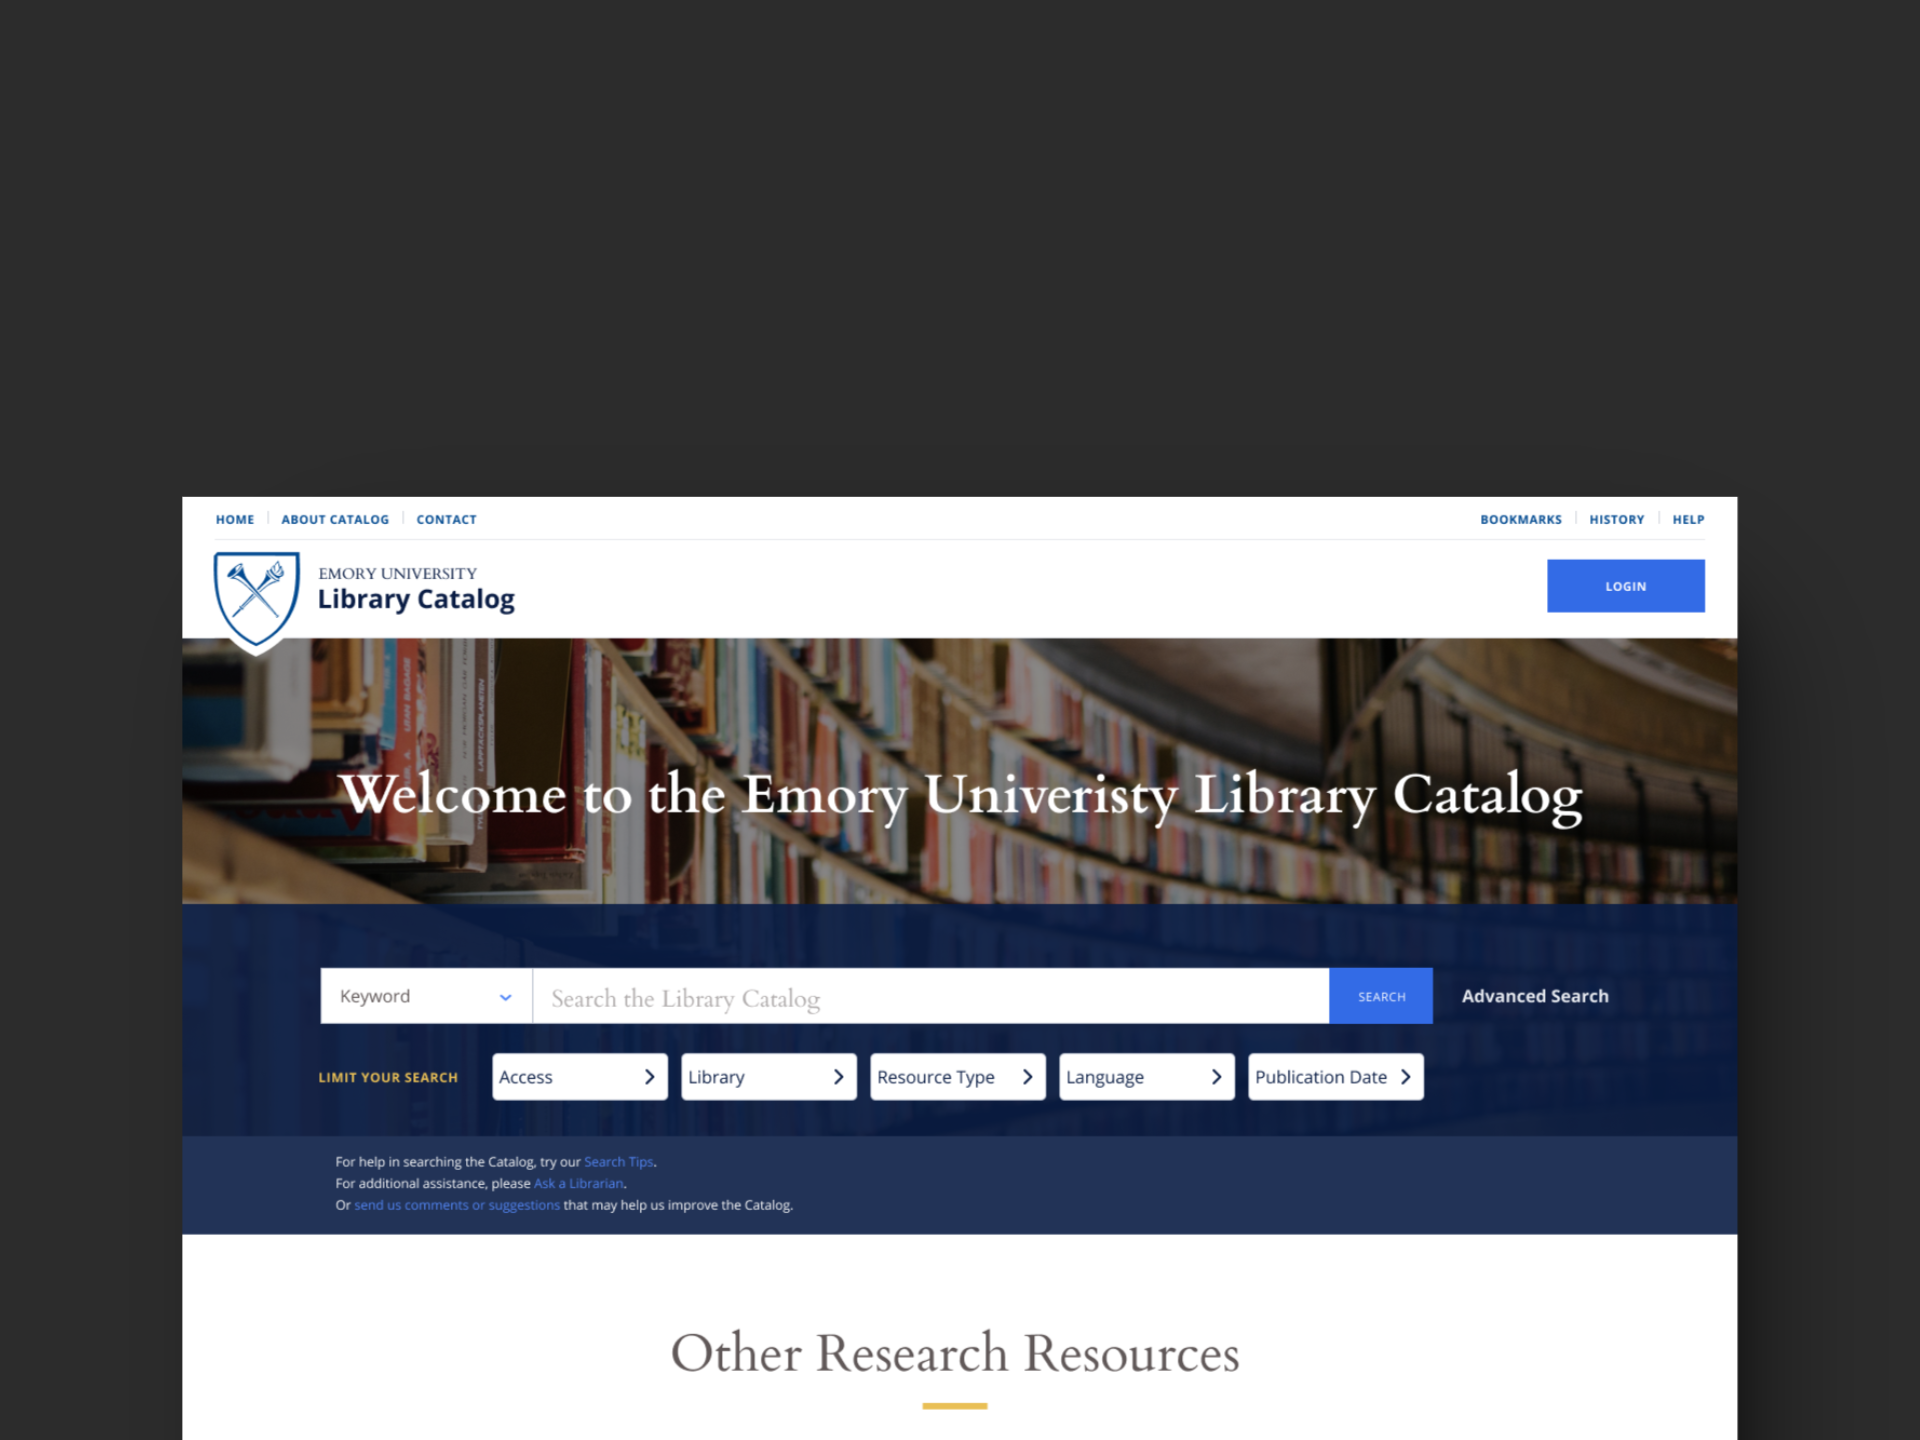 HOME ABOUT CATALOG CONTACT BOOKMARKS HISTORY HELP
EMORY UNIVERSITY
Library Catalog
LOGIN
LAPTACKSPLANTEN
Welcome to the Emory Univeristy Library Catalog
Keyword Search the Library Catalog SEARCH Advanced Search
LIMIT YOUR SEARCH Access Library Resource Type Language Publication Date
For help in searching the Catalog, try our Search Tips.
For additional assistance, please Ask a Librarian.
Or send us comments or suggestions that may help us improve the Catalog.
Other Research Resources